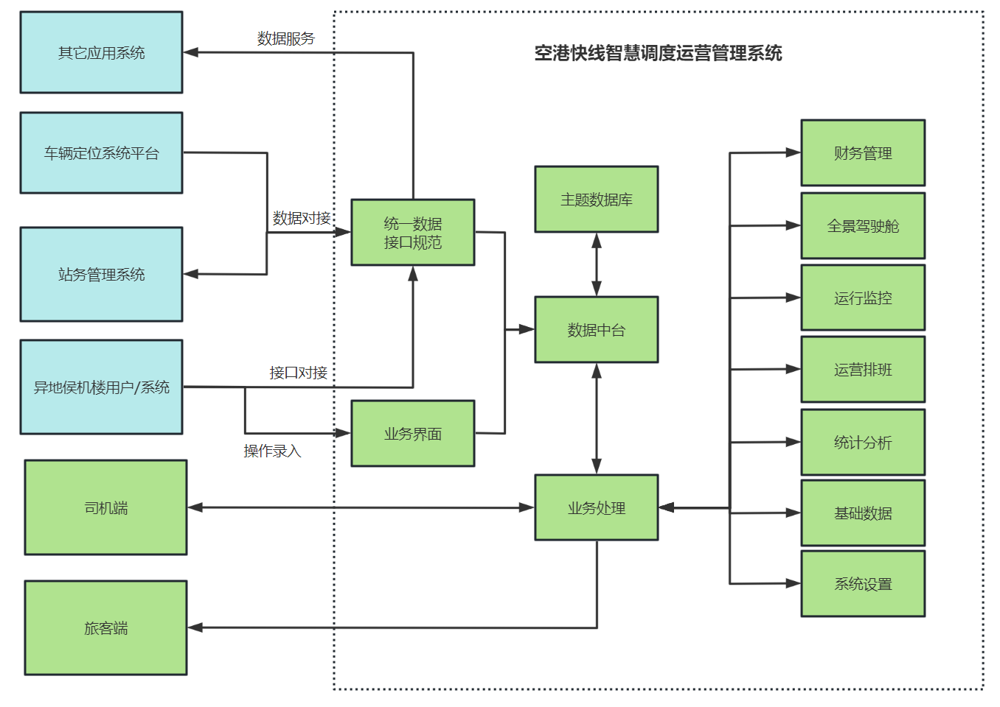 空港快线智慧调度运营管理系统
其它应用系统
数据服务
车辆定位系统平台
数据对接
站务管理系统
异地侯机楼用户/系统
接口对接
操作录入
司机端
旅客端
统一数据
接口规范
业务界面
主题数据库
数据中台
业务处理
财务管理
全景驾驶舱
运行监控
运营排班
统计分析
基础数据
系统设置